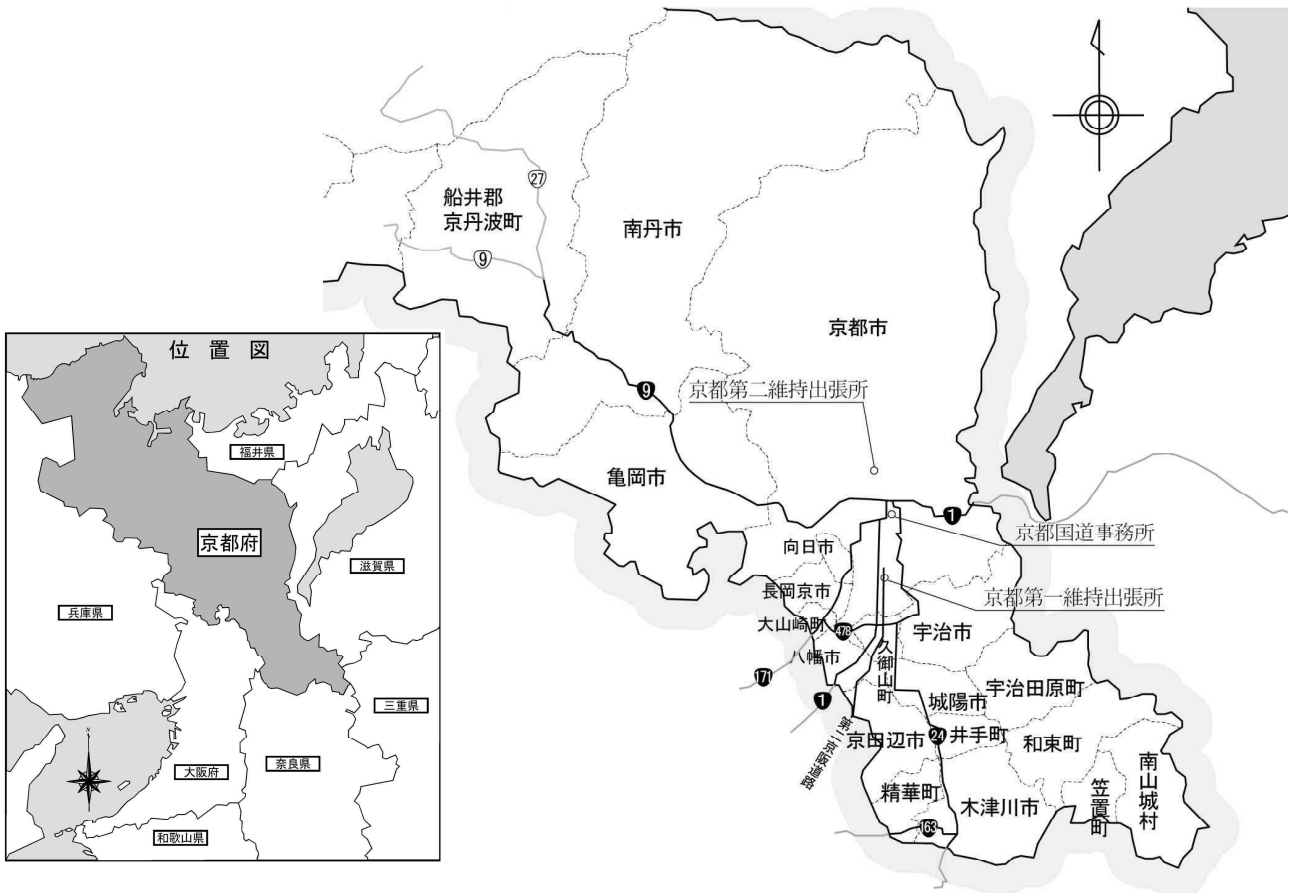 船井郡
京丹波町
27
9
南丹市
京都市
9
京都第二維持出張所
亀岡市
1
京都国道事務所
向日市
長岡京市
京都第一維持出張所
大山崎町
478
宇治市
八幡市
久御山町
171
1
第二京阪道路
城陽市
宇治田原町
京田辺市
24
井手町
和束町
南山城村
精華町
木津川市
笠置町
163
位置図
福井県
京都府
滋賀県
兵庫県
三重県
N
大阪府
奈良県
和歌山県